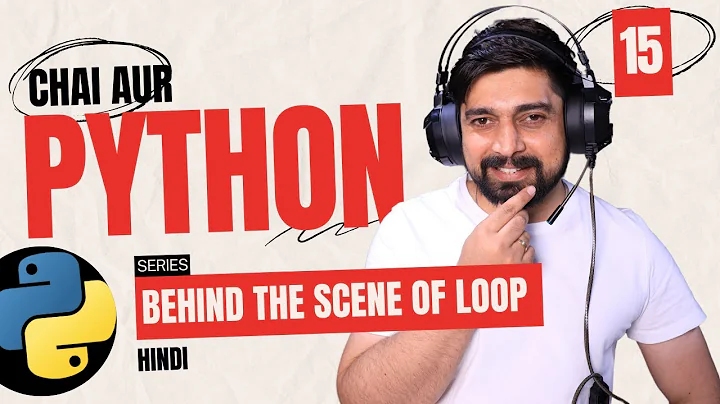 CHAI AUR
PYTHON
15
SERIES
BEHIND THE SCENE OF LOOP
HINDI